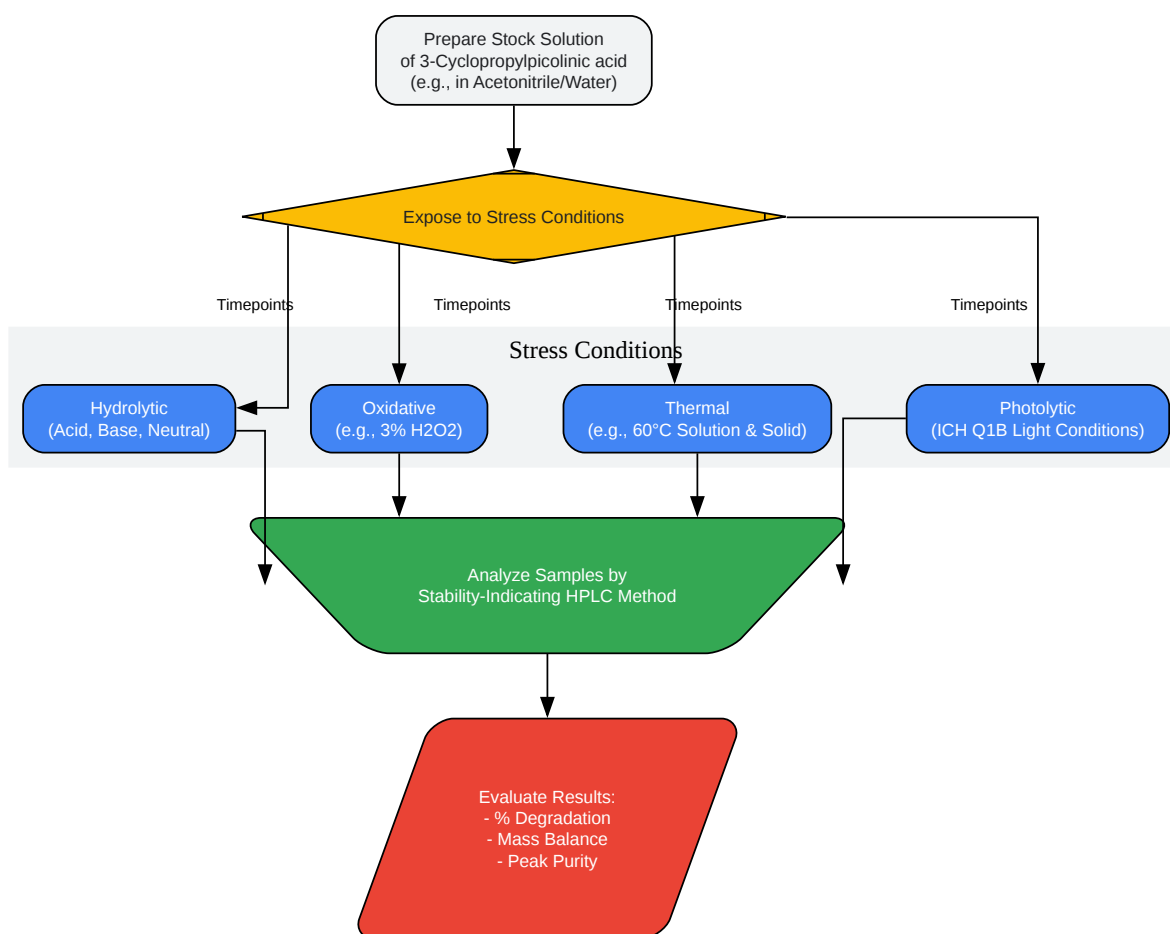 Prepare Stock Solution
of 3-Cyclopropylpicolinic acid
(e.g., in Acetonitrile/Water)
Expose to Stress Conditions
Timepoints
Timepoints
Timepoints
Timepoints
Stress Conditions
Hydrolytic
(Acid, Base, Neutral)
Oxidative
(e.g., 3% H2O2)
Thermal
(e.g., 60°C Solution & Solid)
Photolytic
(ICH Q1B Light Conditions)
Analyze Samples by
Stability-Indicating HPLC Method
Evaluate Results:
- % Degradation
- Mass Balance
- Peak Purity